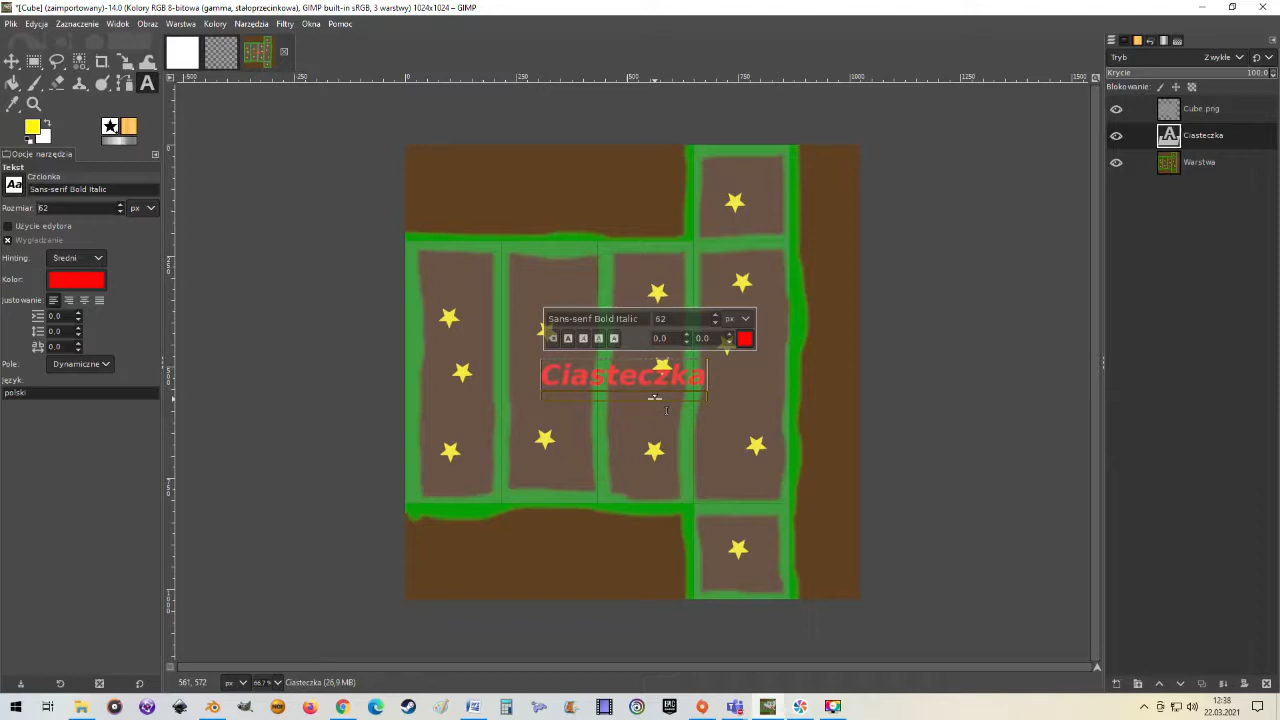 *[Cube] (zaimportowany)-14.0 (Kolory RGB 8-bitowa (gamma, stałoprzecinkowa), GIMP built-in sRGB, 3 warstwy) 1024x1024 – GIMP
Plik Edycja Zaznaczenie Widok Obraz Warstwa Kolory Narzędzia Filtry Okna Pomoc
Opcje narzędzia
Tekst
Czcionka
Aa Sans-serif Bold Italic
Rozmiar: 62 px
Użycie edytora
Wygładzanie
Hinting: Średni
Kolor:
Justowanie:
0,0
0,0
0,0
Pole: Dynamiczne
Język:
polski
Sans-serif Bold Italic 62 px
0,0 0,0
Ciasteczka
Tryb Zwykłe
Krycie 100,0
Blokowanie:
Cube.png
Ciasteczka
Warstwa
561, 572 px 66,7 % Ciasteczka (26,9 MB)
12:38
22.03.2021